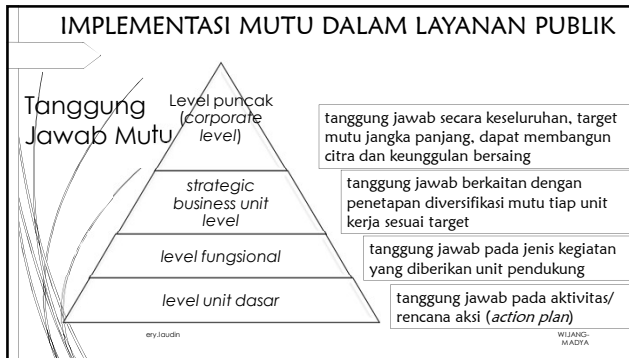 IMPLEMENTASI MUTU DALAM LAYANAN PUBLIK
Tanggung
Jawab Mutu
Level puncak
(corporate
level)
tanggung jawab secara keseluruhan, target
mutu jangka panjang, dapat membangun
citra dan keunggulan bersaing
strategic
business unit
level
tanggung jawab berkaitan dengan
penetapan diversifikasi mutu tiap unit
kerja sesuai target
level fungsional
tanggung jawab pada jenis kegiatan
yang diberikan unit pendukung
level unit dasar
tanggung jawab pada aktivitas/
rencana aksi (action plan)
ery.laudin
WIJANG-
MADYA